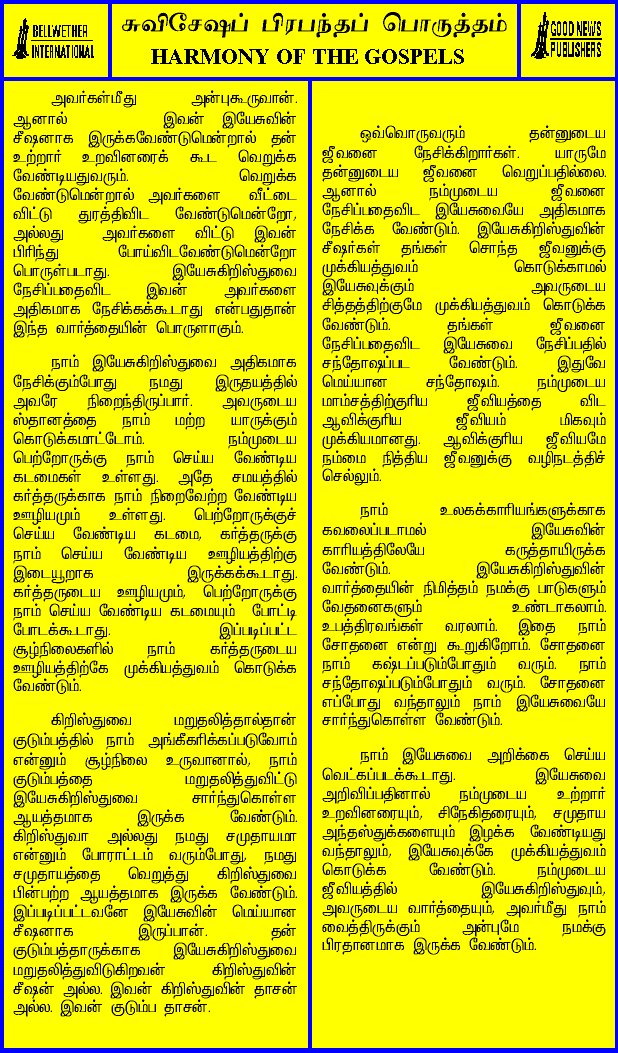 BELLWETHER
INTERNATIONAL
சுவிசேஷப் பிரபந்தப் பொருத்தம்
HARMONY OF THE GOSPELS
GOOD NEWS
PUBLISHERS
அவர்கள்மீது அன்புகூருவான்.
ஆனால் இவன் இயேசுவின்
சீஷனாக இருக்கவேண்டுமென்றால் தன்
உற்றார் உறவினரைக் கூட வெறுக்க
வேண்டியதுவரும். வெறுக்க
வேண்டுமென்றால் அவர்களை வீட்டை
விட்டு துரத்திவிட வேண்டுமென்றோ,
அல்லது அவர்களை விட்டு இவன்
பிரிந்து போய்விடவேண்டுமென்றோ
பொருள்படாது. இயேசுகிறிஸ்துவை
நேசிப்பதைவிட இவன் அவர்களை
அதிகமாக நேசிக்கக்கூடாது என்பதுதான்
இந்த வார்த்தையின் பொருளாகும்.
நாம் இயேசுகிறிஸ்துவை அதிகமாக
நேசிக்கும்போது நமது இருதயத்தில்
அவரே நிறைந்திருப்பார். அவருடைய
ஸ்தானத்தை நாம் மற்ற யாருக்கும்
கொடுக்கமாட்டோம். நம்முடைய
பெற்றோருக்கு நாம் செய்ய வேண்டிய
கடமைகள் உள்ளது. அதே சமயத்தில்
கர்த்தருக்காக நாம் நிறைவேற்ற வேண்டிய
ஊழியமும் உள்ளது. பெற்றோருக்குச்
செய்ய வேண்டிய கடமை, கர்த்தருக்கு
நாம் செய்ய வேண்டிய ஊழியத்திற்கு
இடையூறாக இருக்கக்கூடாது.
கர்த்தருடைய ஊழியமும், பெற்றோருக்கு
நாம் செய்ய வேண்டிய கடமையும் போட்டி
போடக்கூடாது. இப்படிப்பட்ட
சூழ்நிலைகளில் நாம் கர்த்தருடைய
ஊழியத்திற்கே முக்கியத்துவம் கொடுக்க
வேண்டும்.
கிறிஸ்துவை மறுதலித்தால்தான்
குடும்பத்தில் நாம் அங்கீகரிக்கப்படுவோம்
என்னும் சூழ்நிலை உருவானால், நாம்
குடும்பத்தை மறுதலித்துவிட்டு
இயேசுகிறிஸ்துவை சார்ந்துகொள்ள
ஆயத்தமாக இருக்க வேண்டும்.
கிறிஸ்துவா அல்லது நமது சமுதாயமா
என்னும் போராட்டம் வரும்போது, நமது
சமுதாயத்தை வெறுத்து கிறிஸ்துவை
பின்பற்ற ஆயத்தமாக இருக்க வேண்டும்.
இப்படிப்பட்டவனே இயேசுவின் மெய்யான
சீஷனாக இருப்பான். தன்
குடும்பத்தாருக்காக இயேசுகிறிஸ்துவை
மறுதலித்துவிடுகிறவன் கிறிஸ்துவின்
சீஷன் அல்ல. இவன் கிறிஸ்துவின் தாசன்
அல்ல. இவன் குடும்ப தாசன்.
ஒவ்வொருவரும் தன்னுடைய
ஜீவனை நேசிக்கிறார்கள். யாருமே
தன்னுடைய ஜீவனை வெறுப்பதில்லை.
ஆனால் நம்முடைய ஜீவனை
நேசிப்பதைவிட இயேசுவையே அதிகமாக
நேசிக்க வேண்டும். இயேசுகிறிஸ்துவின்
சீஷர்கள் தங்கள் சொந்த ஜீவனுக்கு
முக்கியத்துவம் கொடுக்காமல்
இயேசுவுக்கும் அவருடைய
சித்தத்திற்குமே முக்கியத்துவம் கொடுக்க
வேண்டும். தங்கள் ஜீவனை
நேசிப்பதைவிட இயேசுவை நேசிப்பதில்
சந்தோஷப்பட வேண்டும். இதுவே
மெய்யான சந்தோஷம். நம்முடைய
மாம்சத்திற்குரிய ஜீவியத்தை விட
ஆவிக்குரிய ஜீவியம் மிகவும்
முக்கியமானது. ஆவிக்குரிய ஜீவியமே
நம்மை நித்திய ஜீவனுக்கு வழிநடத்திச்
செல்லும்.
நாம் உலகக்காரியங்களுக்காக
கவலைப்படாமல் இயேசுவின்
காரியத்திலேயே கருத்தாயிருக்க
வேண்டும். இயேசுகிறிஸ்துவின்
வார்த்தையின் நிமித்தம் நமக்கு பாடுகளும்
வேதனைகளும் உண்டாகலாம்.
உபத்திரவங்கள் வரலாம். இதை நாம்
சோதனை என்று கூறுகிறோம். சோதனை
நாம் கஷ்டப்படும்போதும் வரும். நாம்
சந்தோஷப்படும்போதும் வரும். சோதனை
எப்போது வந்தாலும் நாம் இயேசுவையே
சார்ந்துகொள்ள வேண்டும்.
நாம் இயேசுவை அறிக்கை செய்ய
வெட்கப்படக்கூடாது. இயேசுவை
அறிவிப்பதினால் நம்முடைய உற்றார்
உறவினரையும், சிநேகிதரையும், சமுதாய
அந்தஸ்துக்களையும் இழக்க வேண்டியது
வந்தாலும், இயேசுவுக்கே முக்கியத்துவம்
கொடுக்க வேண்டும். நம்முடைய
ஜீவியத்தில் இயேசுகிறிஸ்துவும்,
அவருடைய வார்த்தையும், அவர்மீது நாம்
வைத்திருக்கும் அன்புமே நமக்கு
பிரதானமாக இருக்க வேண்டும்.